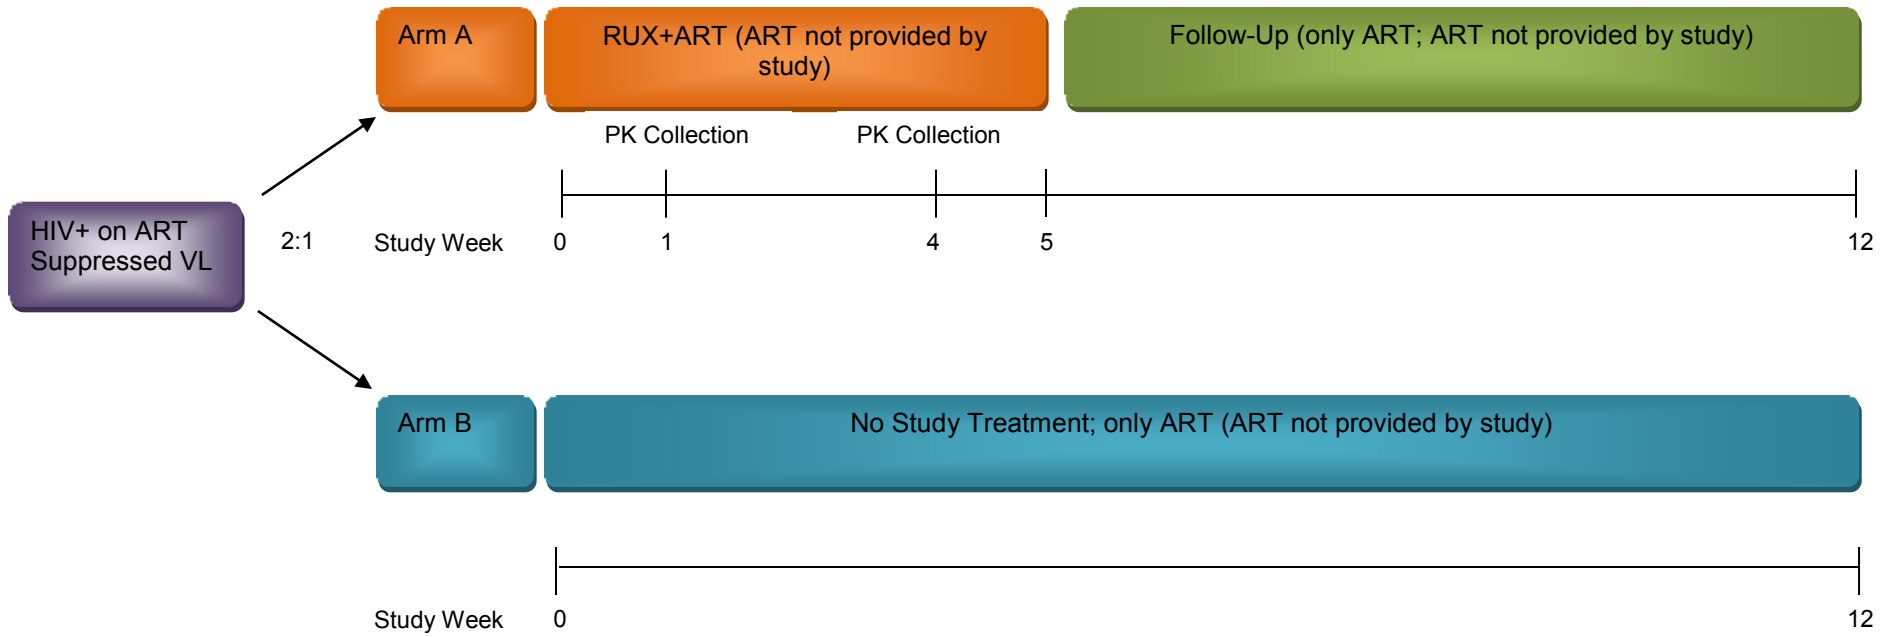 Arm A
RUX+ART (ART not provided by
study)
Follow-Up (only ART; ART not provided by study)
PK Collection
PK Collection
HIV+ on ART
Suppressed VL
2:1
Study Week
0
1
4
5
12
Arm B
No Study Treatment; only ART (ART not provided by study)
Study Week
0
12